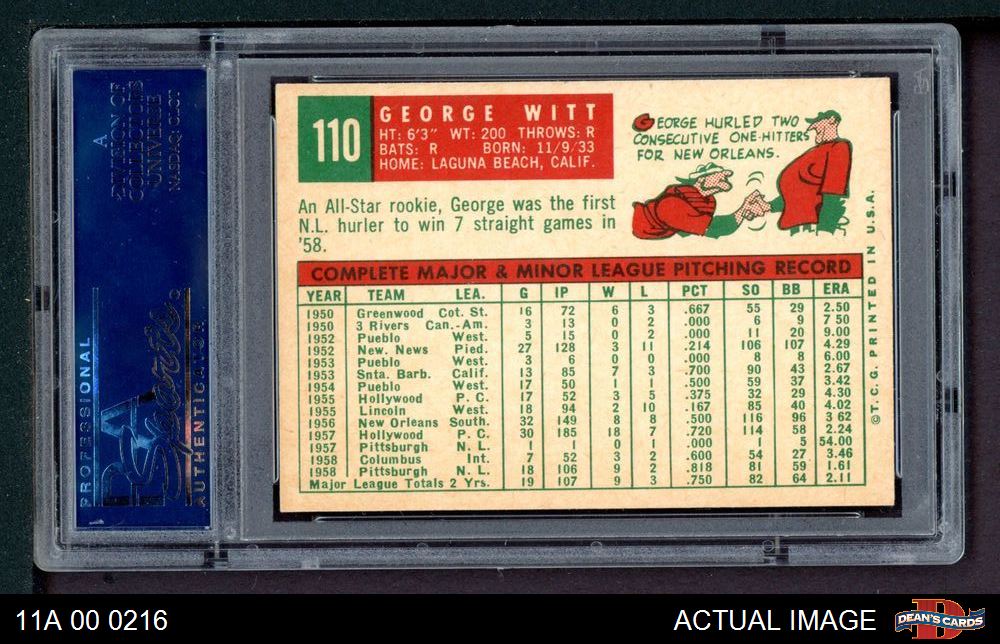 A
DIVISION OF
COLLECTORS
UNIVERSE
NASDAQ: CLCT
PROFESSIONAL
PSA
Sports
AUTHENTICATOR
110
GEORGE WITT
HT: 6'3" WT: 200 THROWS: R
BATS: R BORN: 11/9/33
HOME: LAGUNA BEACH, CALIF.
GEORGE HURLED TWO
CONSECUTIVE ONE-HITTERS
FOR NEW ORLEANS.
An All-Star rookie, George was the first
N.L. hurler to win 7 straight games in
'58.
COMPLETE MAJOR & MINOR LEAGUE PITCHING RECORD
YEAR TEAM LEA. G IP W L PCT SO BB ERA
1950 Greenwood Cot. St. 16 72 6 3 .667 55 29 2.50
1950 3 Rivers Can.-Am. 3 13 0 2 .000 6 9 7.50
1952 Pueblo West. 5 15 0 2 .000 11 20 9.00
1952 New. News Pied. 27 128 3 11 .214 106 107 4.29
1953 Pueblo West. 3 6 0 0 .000 8 8 6.00
1953 Snta. Barb. Calif. 13 85 7 3 .700 90 43 2.67
1954 Pueblo West. 17 50 1 1 .500 59 37 3.42
1955 Hollywood P. C. 17 52 3 5 .375 32 29 4.30
1955 Lincoln West. 18 94 2 10 .167 85 40 4.02
1956 New Orleans South. 32 149 8 8 .500 116 96 3.62
1957 Hollywood P. C. 30 185 18 7 .720 114 58 2.24
1957 Pittsburgh N. L. 1 1 0 1 .000 1 5 54.00
1958 Columbus Int. 7 52 3 2 .600 54 27 3.46
1958 Pittsburgh N. L. 18 106 9 2 .818 81 59 1.61
Major League Totals 2 Yrs. 19 107 9 3 .750 82 64 2.11
©T.C.G. PRINTED IN U.S.A.
11A 00 0216
ACTUAL IMAGE
D
DEAN'S CARDS